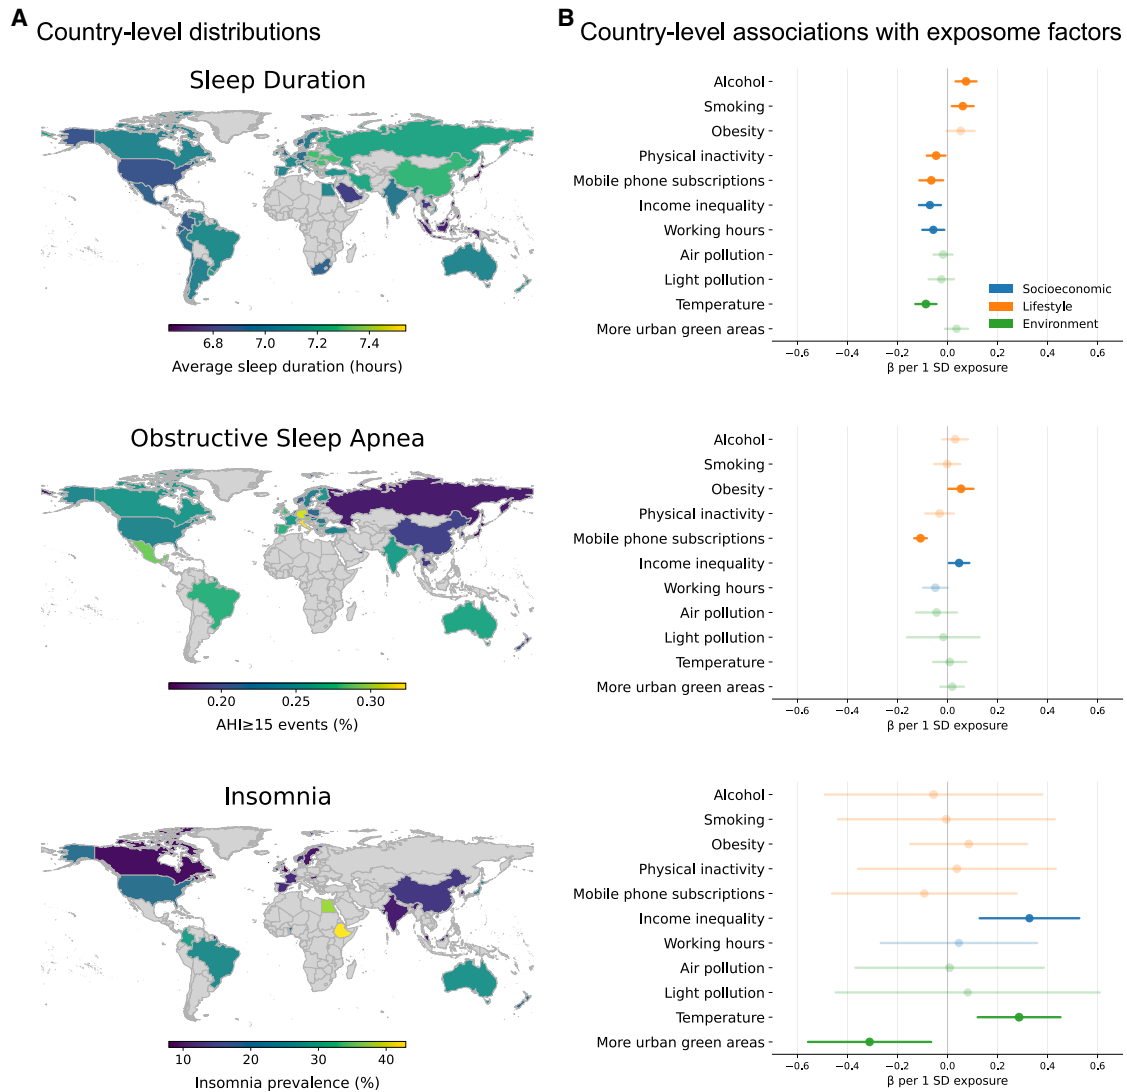 A Country-level distributions
Sleep Duration
6.8 7.0 7.2 7.4
Average sleep duration (hours)
Obstructive Sleep Apnea
0.20 0.25 0.30
AHI≥15 events (%)
Insomnia
10 20 30 40
Insomnia prevalence (%)
B Country-level associations with exposome factors
Alcohol
Smoking
Obesity
Physical inactivity
Mobile phone subscriptions
Income inequality
Working hours
Air pollution
Light pollution
Temperature
More urban green areas
Socioeconomic
Lifestyle
Environment
−0.6 −0.4 −0.2 0.0 0.2 0.4 0.6
β per 1 SD exposure
Alcohol
Smoking
Obesity
Physical inactivity
Mobile phone subscriptions
Income inequality
Working hours
Air pollution
Light pollution
Temperature
More urban green areas
−0.6 −0.4 −0.2 0.0 0.2 0.4 0.6
β per 1 SD exposure
Alcohol
Smoking
Obesity
Physical inactivity
Mobile phone subscriptions
Income inequality
Working hours
Air pollution
Light pollution
Temperature
More urban green areas
−0.6 −0.4 −0.2 0.0 0.2 0.4 0.6
β per 1 SD exposure